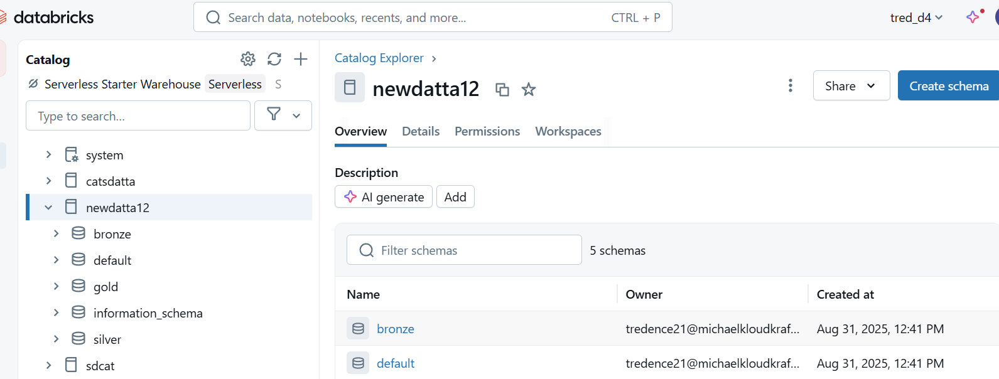 databricks
Search data, notebooks, recents, and more...
CTRL + P
tred_d4
Catalog
Serverless Starter Warehouse
Serverless
S
Type to search...
system
catsdatta
newdatta12
bronze
default
gold
information_schema
silver
sdcat
Catalog Explorer ›
newdatta12
Share
Create schema
Overview
Details
Permissions
Workspaces
Description
AI generate
Add
Filter schemas
5 schemas
Name
Owner
Created at
bronze
tredence21@michaelkloudkraf...
Aug 31, 2025, 12:41 PM
default
tredence21@michaelkloudkraf...
Aug 31, 2025, 12:41 PM